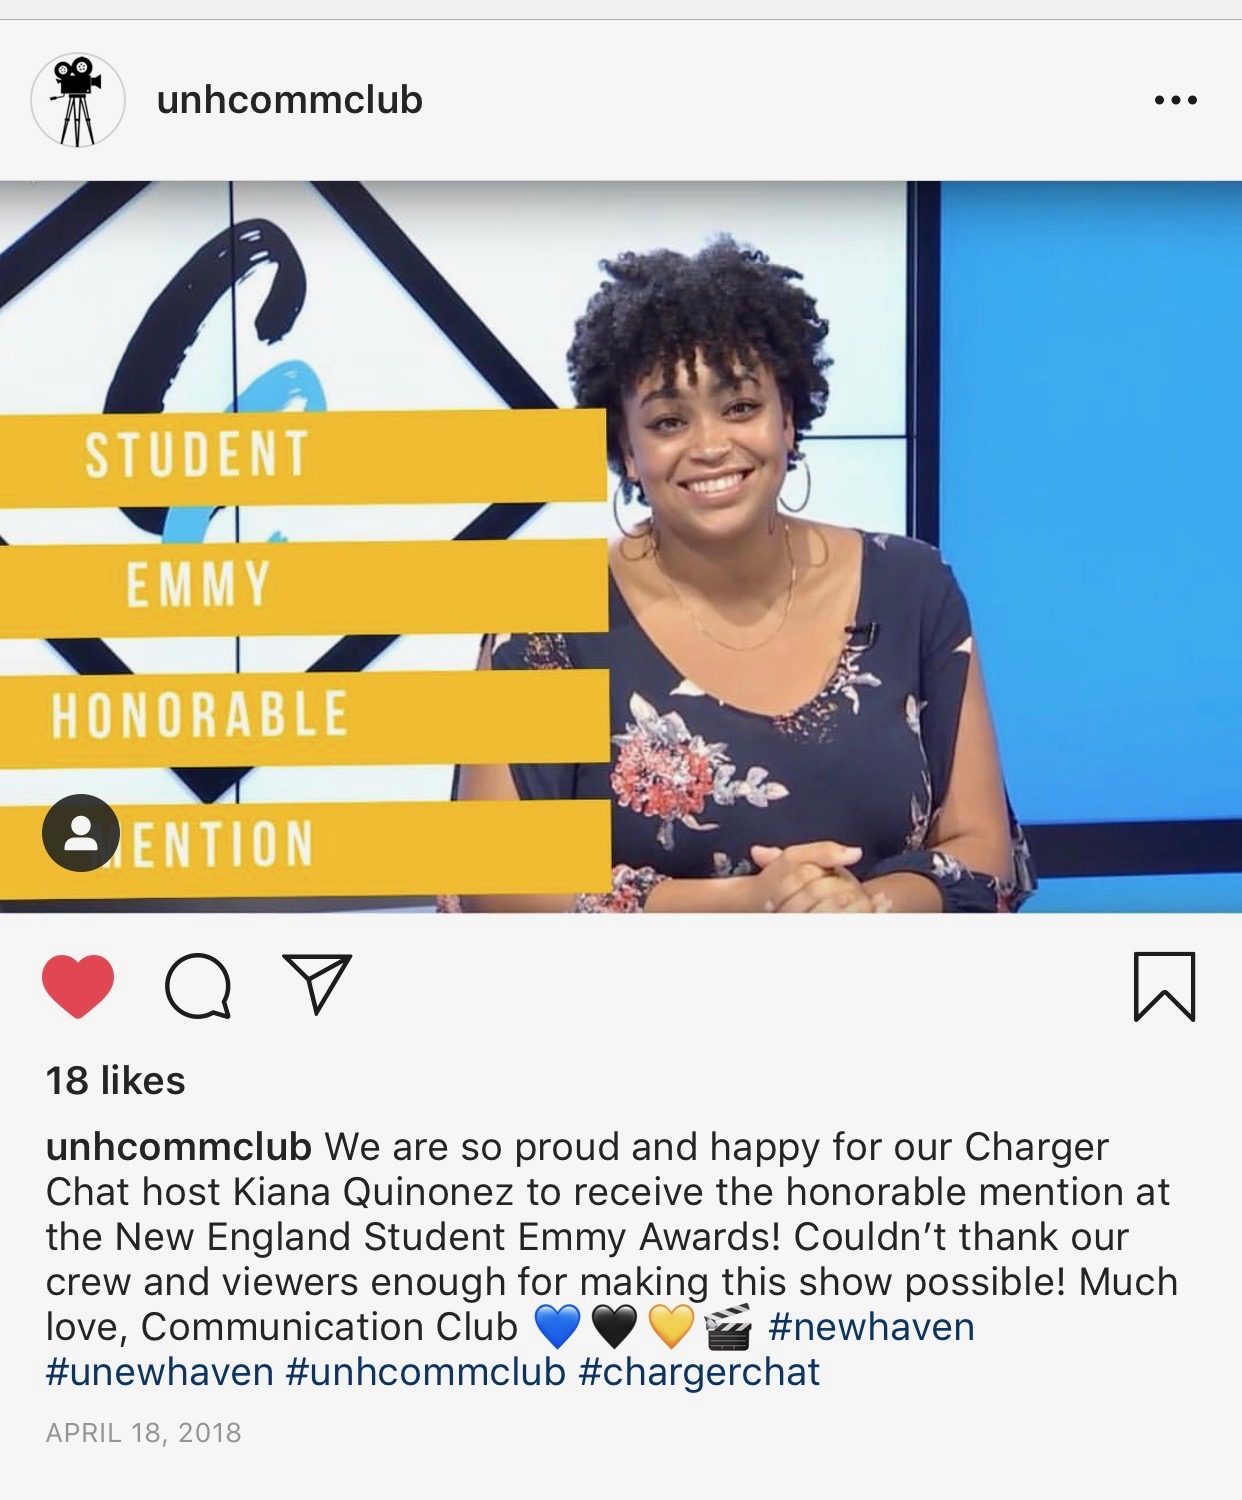 unhcommclub
STUDENT
EMMY
HONORABLE
MENTION
18 likes
unhcommclub We are so proud and happy for our Charger
Chat host Kiana Quinonez to receive the honorable mention at
the New England Student Emmy Awards! Couldn’t thank our
crew and viewers enough for making this show possible! Much
love, Communication Club 💙🖤💛🎬 #newhaven
#unewhaven #unhcommclub #chargerchat
APRIL 18, 2018